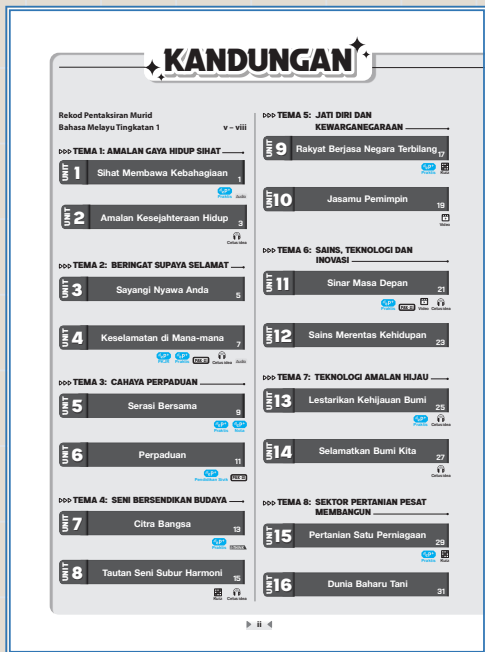 KANDUNGAN
Rekod Pentaksiran Murid
Bahasa Melayu Tingkatan 1 v – viii
TEMA 1: AMALAN GAYA HIDUP SIHAT
UNIT 1 Sihat Membawa Kebahagiaan 1
Praktis Audio
UNIT 2 Amalan Kesejahteraan Hidup 3
Cetus idea
TEMA 2: BERINGAT SUPAYA SELAMAT
UNIT 3 Sayangi Nyawa Anda 5
UNIT 4 Keselamatan di Mana-mana 7
Praktis PAK-21 Cetus idea Audio
TEMA 3: CAHAYA PERPADUAN
UNIT 5 Serasi Bersama 9
Praktis Nota
UNIT 6 Perpaduan 11
Pendidikan Sivik PAK-21
TEMA 4: SENI BERSENDIKAN BUDAYA
UNIT 7 Citra Bangsa 13
Praktis
UNIT 8 Tautan Seni Subur Harmoni 15
Kuiz Cetus idea
TEMA 5: JATI DIRI DAN
KEWARGANEGARAAN
UNIT 9 Rakyat Berjasa Negara Terbilang 17
Praktis Kuiz
UNIT 10 Jasamu Pemimpin 19
Video
TEMA 6: SAINS, TEKNOLOGI DAN
INOVASI
UNIT 11 Sinar Masa Depan 21
Praktis PAK-21 Video Cetus idea
UNIT 12 Sains Merentas Kehidupan 23
TEMA 7: TEKNOLOGI AMALAN HIJAU
UNIT 13 Lestarikan Kehijauan Bumi 25
Praktis Cetus idea
UNIT 14 Selamatkan Bumi Kita 27
Cetus idea
TEMA 8: SEKTOR PERTANIAN PESAT
MEMBANGUN
UNIT 15 Pertanian Satu Perniagaan 29
Praktis Kuiz
UNIT 16 Dunia Baharu Tani 31
ii